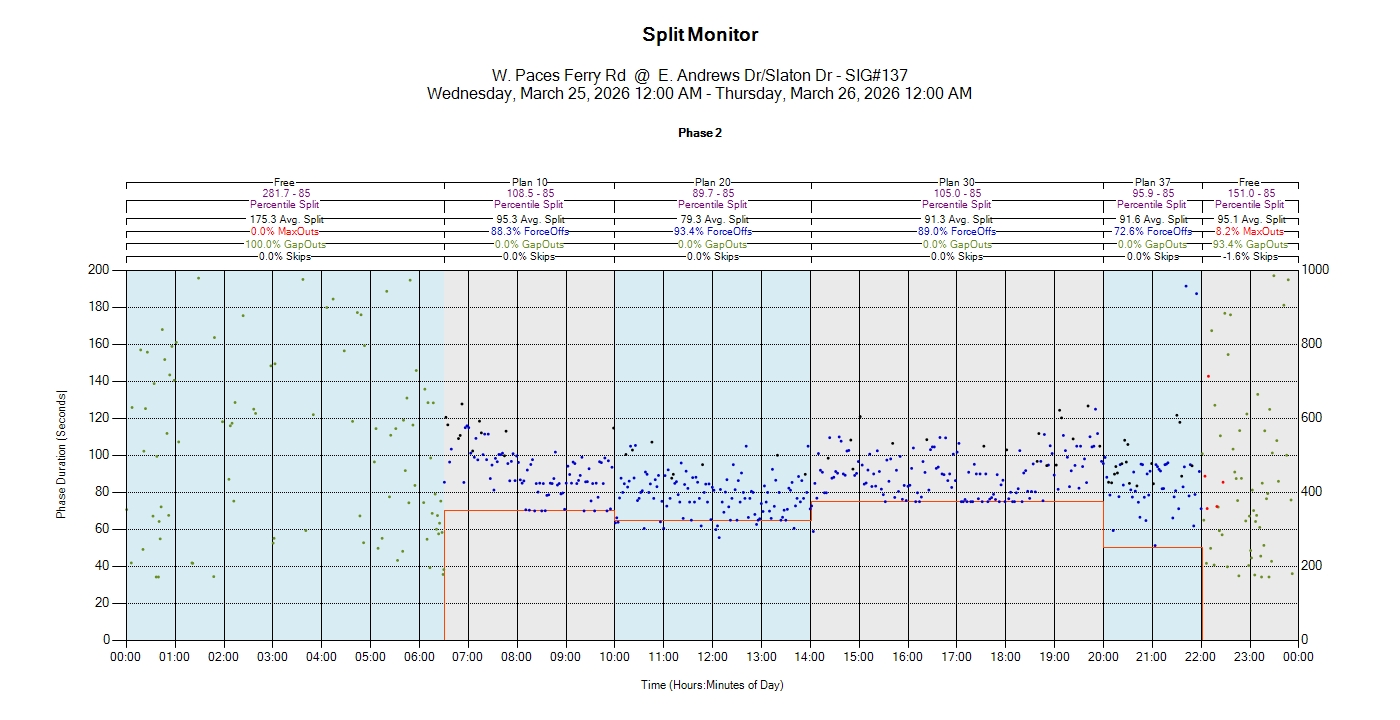 Split Monitor
W. Paces Ferry Rd @ E. Andrews Dr/Slaton Dr - SIG#137
Wednesday, March 25, 2026 12:00 AM - Thursday, March 26, 2026 12:00 AM
Phase 2
Free Plan 10 Plan 20 Plan 30 Plan 37 Free
281.7 - 85 108.5 - 85 89.7 - 85 105.0 - 85 95.9 - 85 151.0 - 85
Percentile Split Percentile Split Percentile Split Percentile Split Percentile Split Percentile Split
175.3 Avg. Split 95.3 Avg. Split 79.3 Avg. Split 91.3 Avg. Split 91.6 Avg. Split 95.1 Avg. Split
0.0% MaxOuts 88.3% ForceOffs 93.4% ForceOffs 89.0% ForceOffs 72.6% ForceOffs 8.2% MaxOuts
100.0% GapOuts 0.0% GapOuts 0.0% GapOuts 0.0% GapOuts 0.0% GapOuts 93.4% GapOuts
0.0% Skips 0.0% Skips 0.0% Skips 0.0% Skips 0.0% Skips -1.6% Skips
200 1000
180
160 800
140
120 600
100
80 400
60
40 200
20
0 0
00:00 01:00 02:00 03:00 04:00 05:00 06:00 07:00 08:00 09:00 10:00 11:00 12:00 13:00 14:00 15:00 16:00 17:00 18:00 19:00 20:00 21:00 22:00 23:00 00:00
Phase Duration (Seconds)
Time (Hours:Minutes of Day)